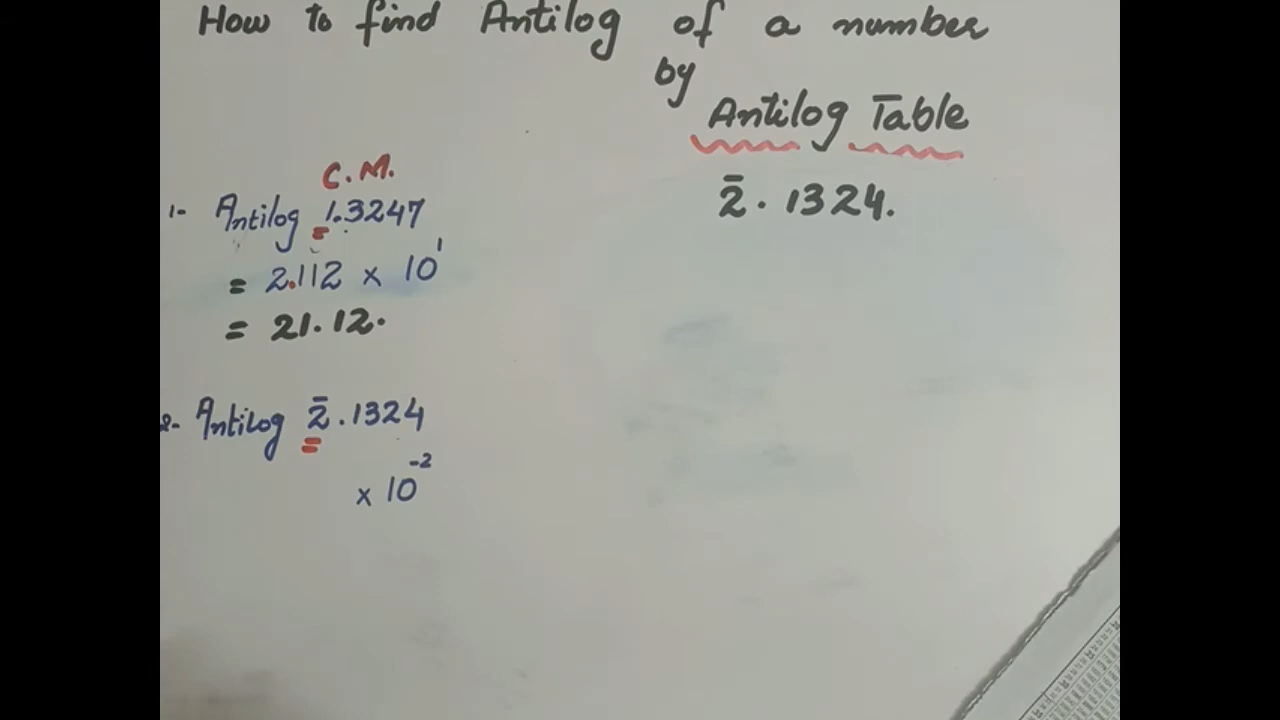 How to find Antilog of a number
by
Antilog Table
2̄.1324.
C.M.
1- Antilog 1.3247
= 2.112 × 10¹
= 21.12.
2- Antilog 2̄.1324
× 10⁻²